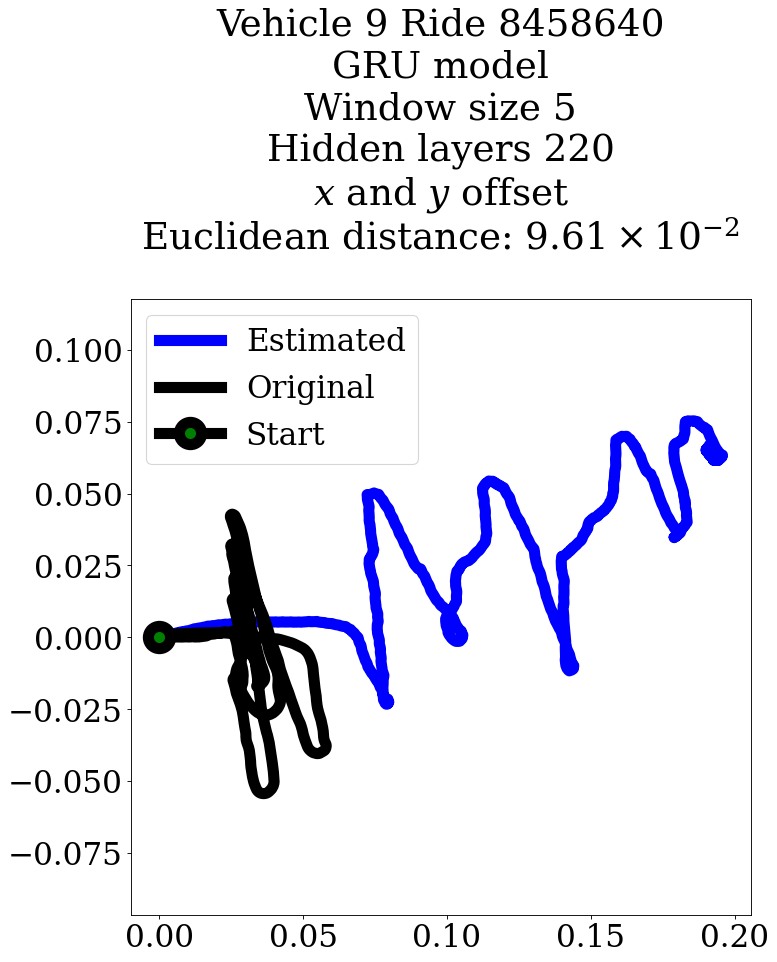 Vehicle 9 Ride 8458640
GRU model
Window size 5
Hidden layers 220
x and y offset
Euclidean distance: 9.61 × 10⁻²
Estimated
Original
Start
0.100
0.075
0.050
0.025
0.000
−0.025
−0.050
−0.075
0.00 0.05 0.10 0.15 0.20